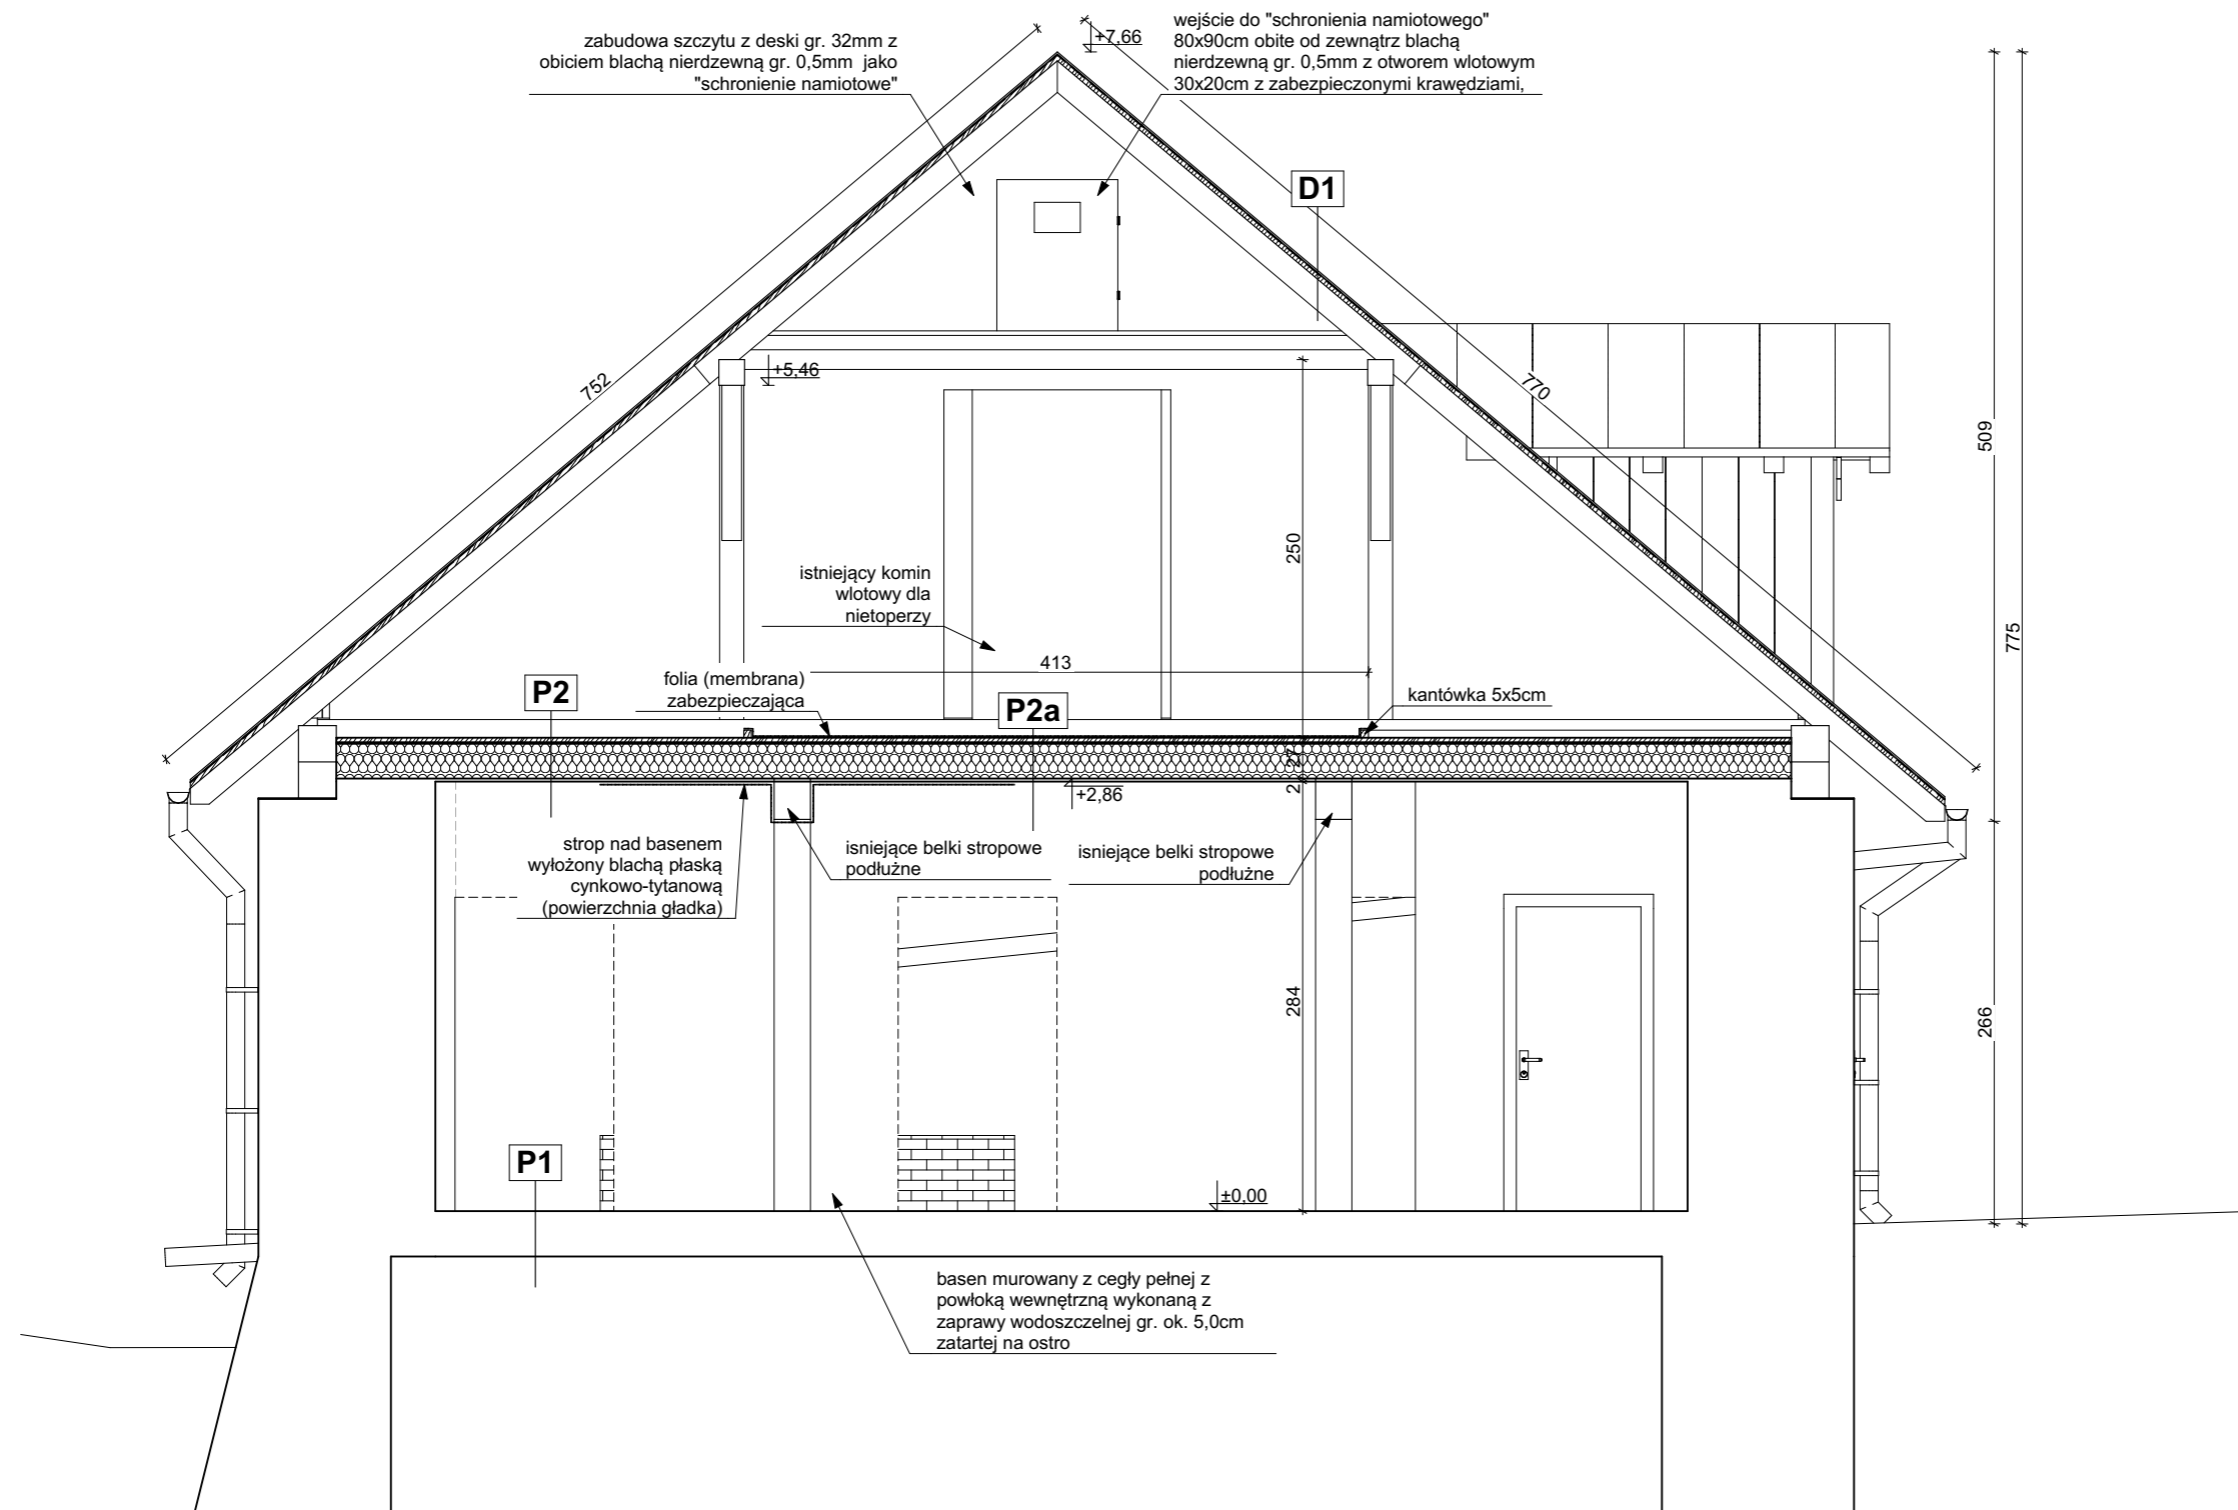 zabudowa szczytu z deski gr. 32mm z
obiciem blachą nierdzewną gr. 0,5mm jako
"schronienie namiotowe"
+7,66
wejście do "schronienia namiotowego"
80x90cm obite od zewnątrz blachą
nierdzewną gr. 0,5mm z otworem wlotowym
30x20cm z zabezpieczonymi krawędziami,
D1
752
+5,46
770
509
250
istniejący komin
wlotowy dla
nietoperzy
775
413
folia (membrana)
zabezpieczająca
P2
P2a
kantówka 5x5cm
27
2
+2,86
strop nad basenem
wyłożony blachą płaską
cynkowo-tytanową
(powierzchnia gładka)
isniejące belki stropowe
podłużne
isniejące belki stropowe
podłużne
284
266
P1
±0,00
basen murowany z cegły pełnej z
powłoką wewnętrzną wykonaną z
zaprawy wodoszczelnej gr. ok. 5,0cm
zatartej na ostro